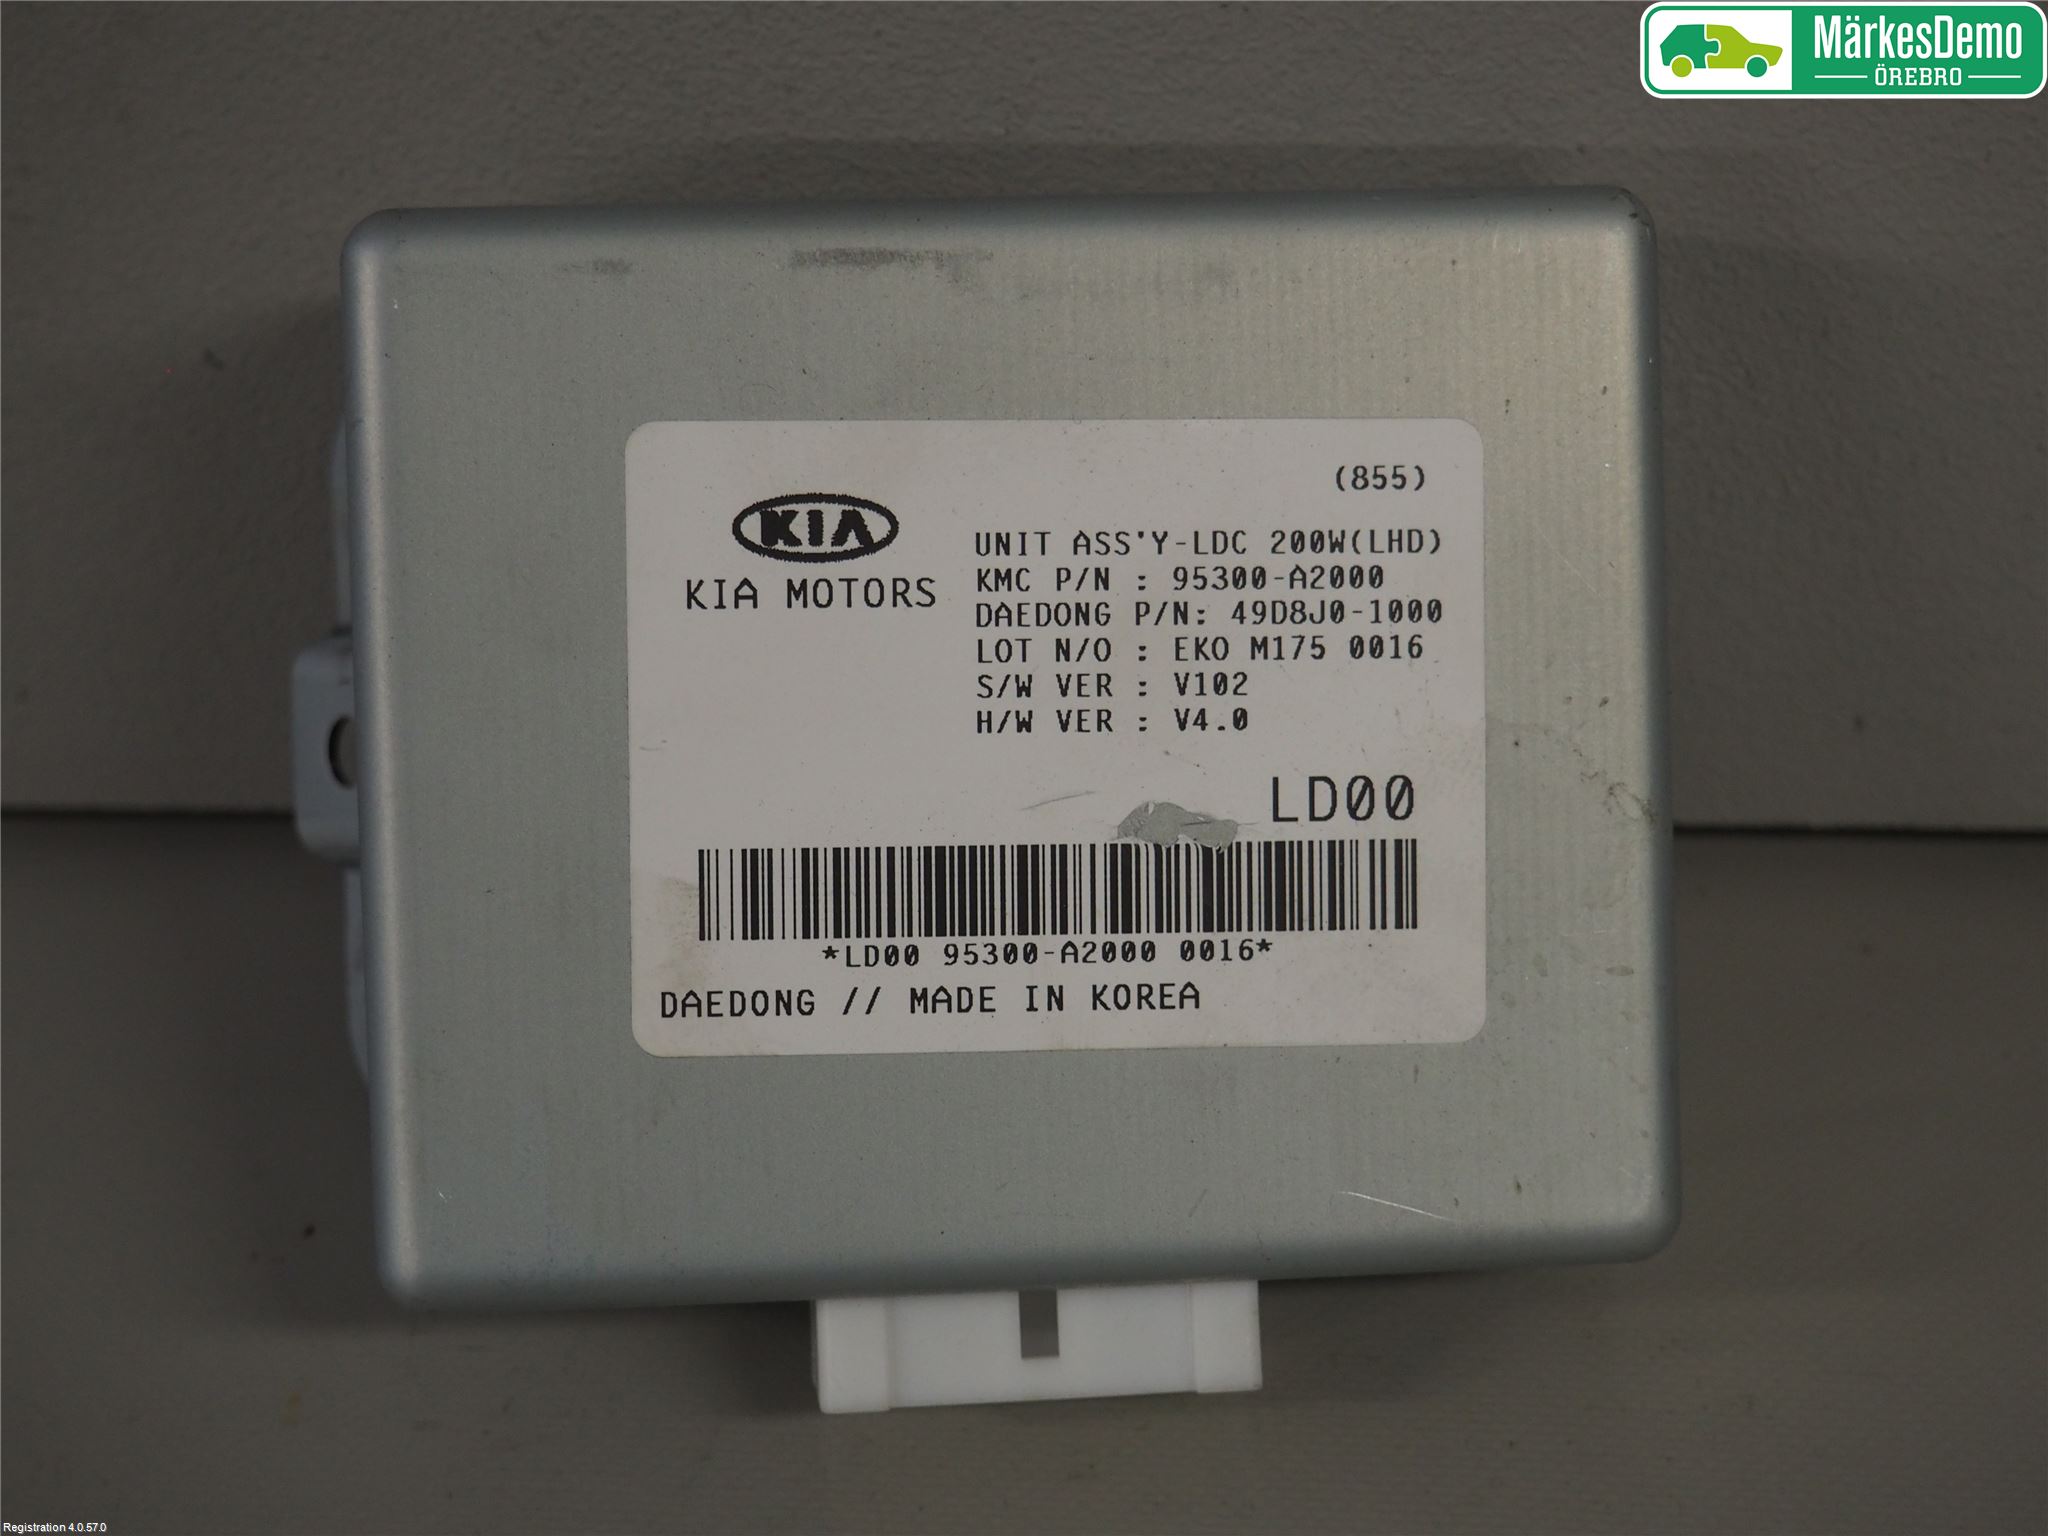 MärkesDemo
ÖREBRO
(855)
KIA
KIA MOTORS
UNIT ASS'Y-LDC 200W(LHD)
KMC P/N : 95300-A2000
DAEDONG P/N: 49D8J0-1000
LOT N/O : EKO M175 0016
S/W VER : V102
H/W VER : V4.0
LD00
*LD00 95300-A2000 0016*
DAEDONG // MADE IN KOREA
Registration 4.0.57.0